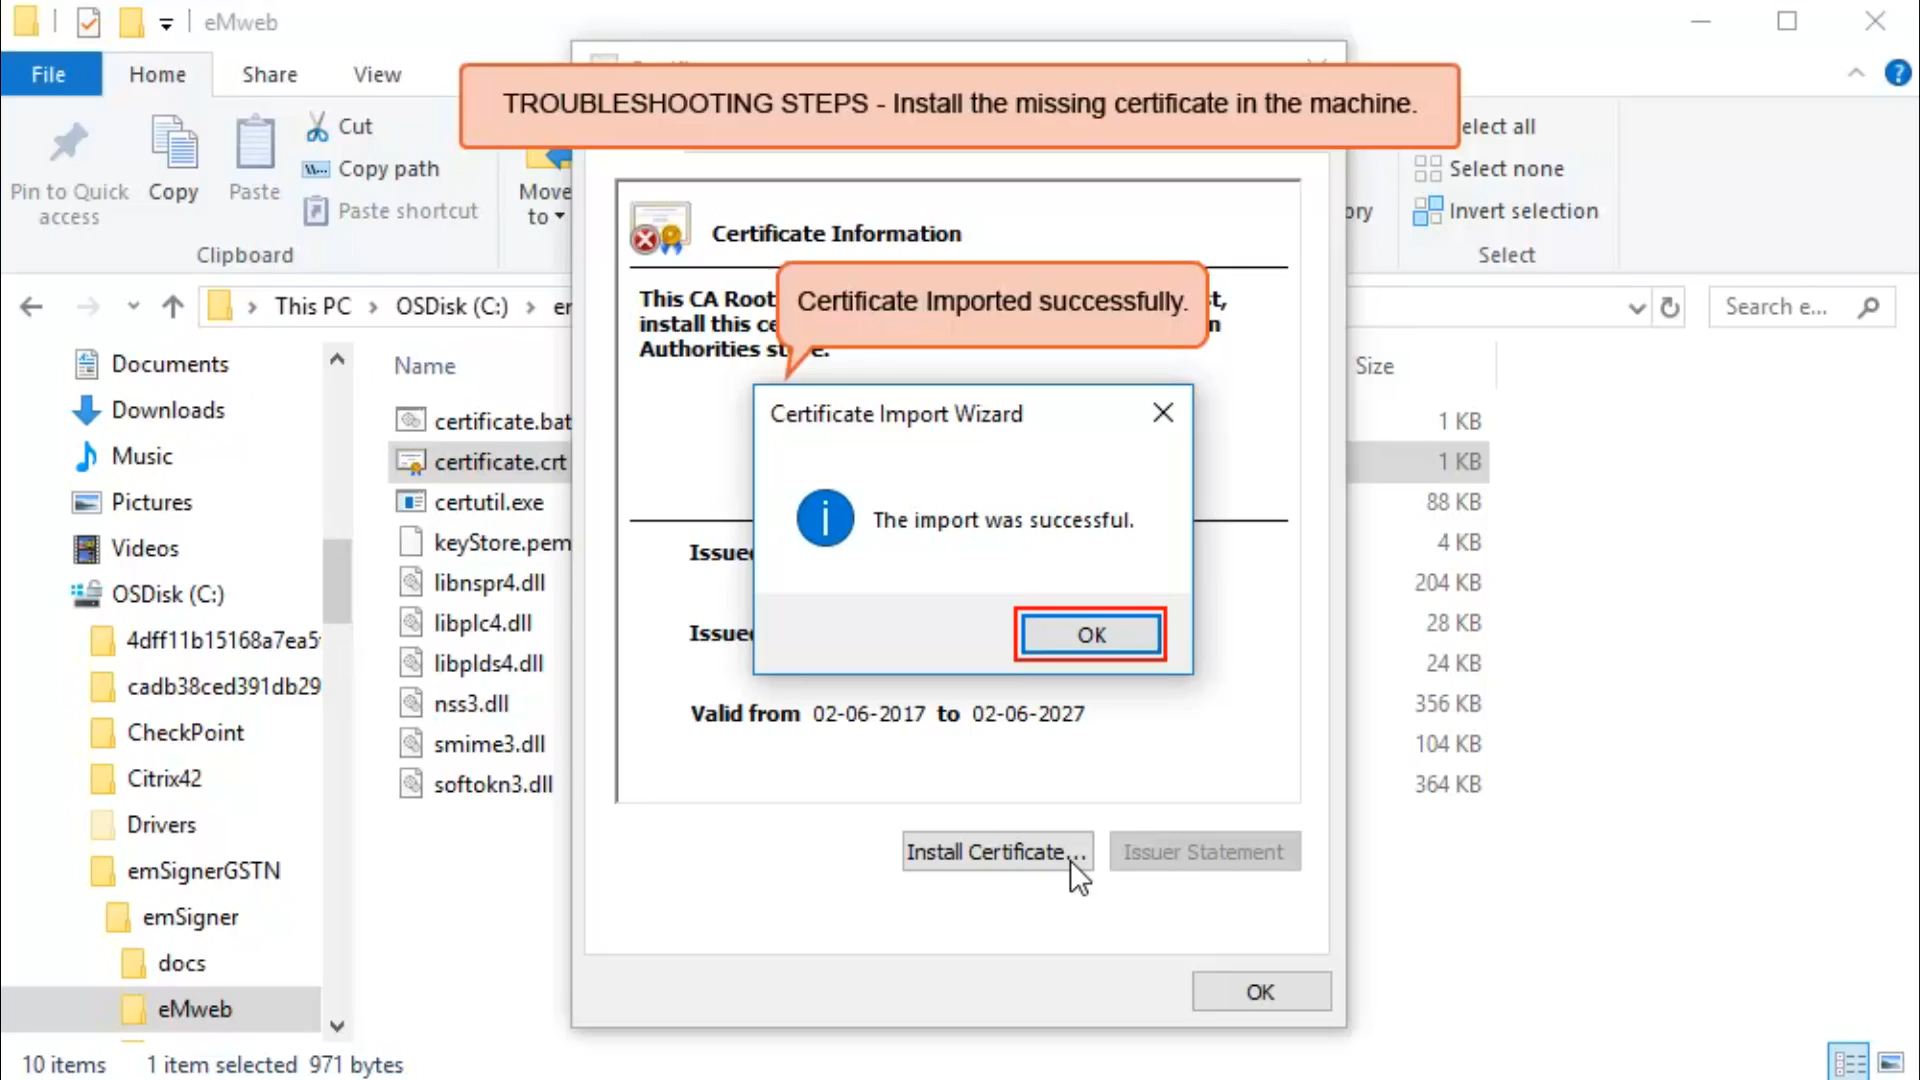 eMweb
File
Home
Share
View
TROUBLESHOOTING STEPS - Install the missing certificate in the machine.
Pin to Quick
access
Copy
Paste
Cut
Copy path
Paste shortcut
Clipboard
Move
to
ory
elect all
Select none
Invert selection
Select
This PC
OSDisk (C:)
en
Search e...
Documents
Downloads
Music
Pictures
Videos
OSDisk (C:)
4dff11b15168a7ea5
cadb38ced391db29
CheckPoint
Citrix42
Drivers
emSignerGSTN
emSigner
docs
eMweb
Name
Size
certificate.bat
1 KB
certificate.crt
1 KB
certutil.exe
88 KB
keyStore.pem
4 KB
libnspr4.dll
204 KB
libplc4.dll
28 KB
libplds4.dll
24 KB
nss3.dll
356 KB
smime3.dll
104 KB
softokn3.dll
364 KB
Certificate Information
This CA Root t,
install this ce n
Authorities store.
Certificate Imported successfully.
Certificate Import Wizard
The import was successful.
OK
Issued
Issued
Valid from 02-06-2017 to 02-06-2027
Install Certificate...
Issuer Statement
OK
10 items
1 item selected 971 bytes